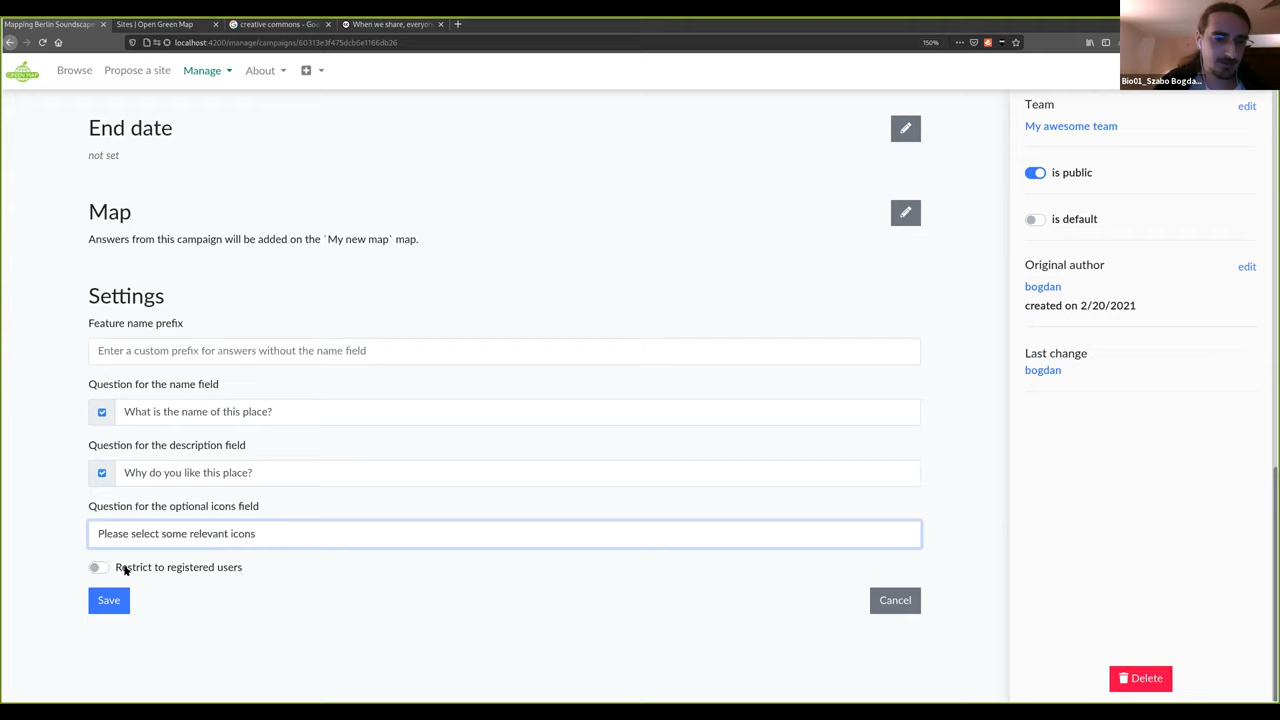 Mapping Berlin Soundscape
Sites | Open Green Map
creative commons - Goo
When we share, everyon
localhost:4200/manage/campaigns/60313e3f475dcb6e1166db26
150%
Bio01_Szabo Bogda...
GREEN MAP
Browse
Propose a site
Manage
About
End date
not set
Map
Answers from this campaign will be added on the `My new map` map.
Settings
Feature name prefix
Enter a custom prefix for answers without the name field
Question for the name field
What is the name of this place?
Question for the description field
Why do you like this place?
Question for the optional icons field
Please select some relevant icons
Restrict to registered users
Save
Cancel
Team
edit
My awesome team
is public
is default
Original author
edit
bogdan
created on 2/20/2021
Last change
bogdan
Delete